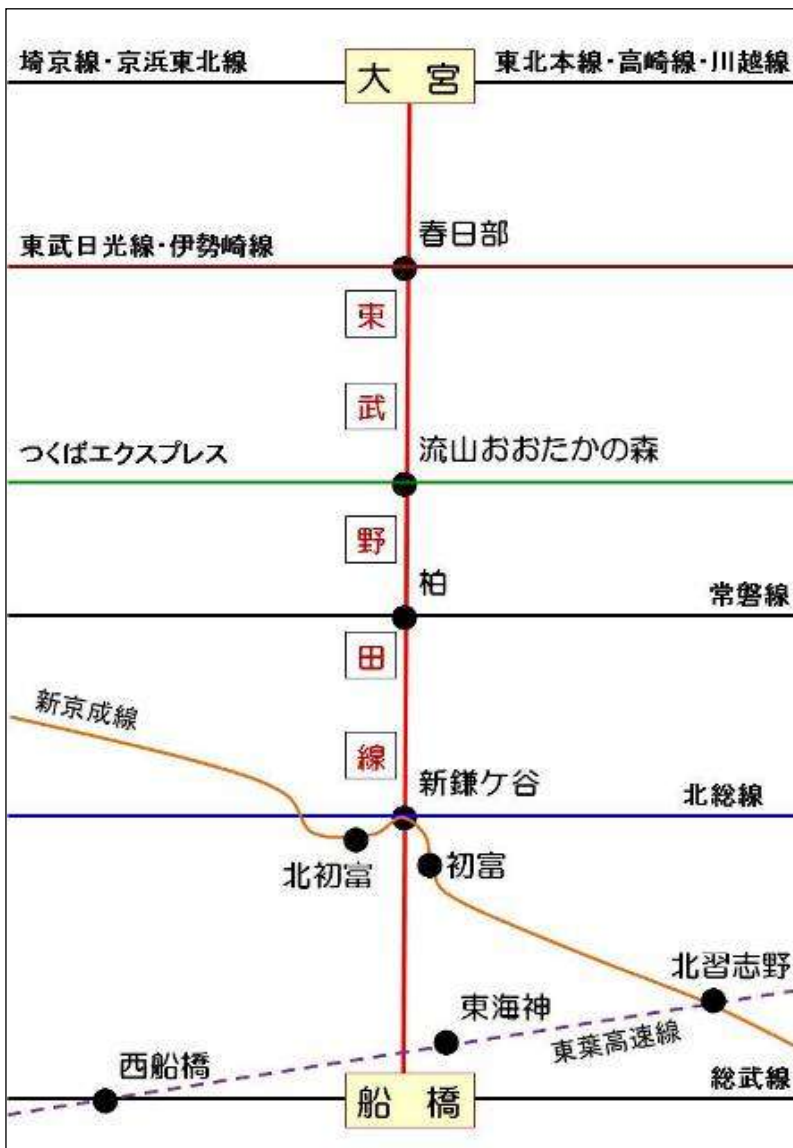 埼京線・京浜東北線
大宮
東北本線・高崎線・川越線
春日部
東武日光線・伊勢崎線
東
武
つくばエクスプレス
流山おおたかの森
野
柏
常磐線
田
新京成線
線
新鎌ケ谷
北総線
北初富
初富
北習志野
東海神
東葉高速線
西船橋
総武線
船橋